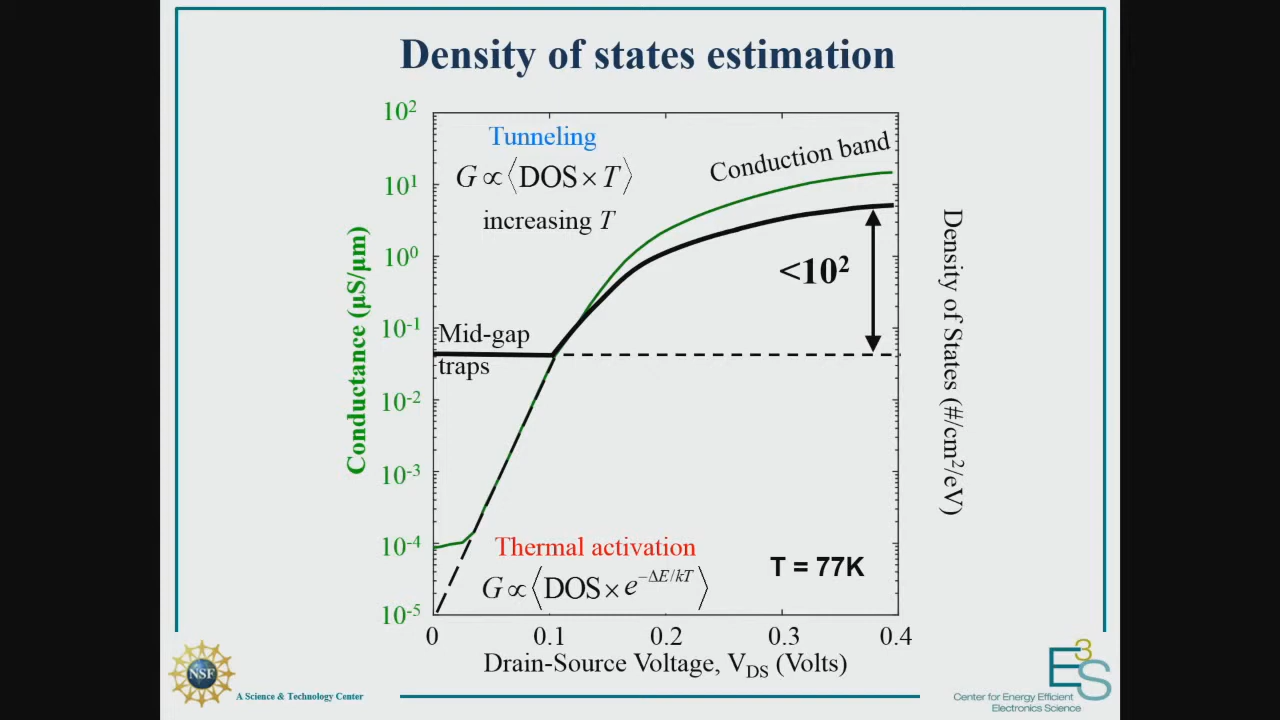 Density of states estimation
10²
10¹
10⁰
10⁻¹
10⁻²
10⁻³
10⁻⁴
10⁻⁵
Conductance (µS/µm)
Tunneling
G ∝ ⟨DOS × T⟩
increasing T
Conduction band
<10²
Mid-gap
traps
Thermal activation
G ∝ ⟨DOS × e^(−ΔE/kT)⟩
T = 77K
Density of States (#/cm²/eV)
0 0.1 0.2 0.3 0.4
Drain-Source Voltage, V_DS (Volts)
NSF
A Science & Technology Center
E³S
Center for Energy Efficient
Electronics Science